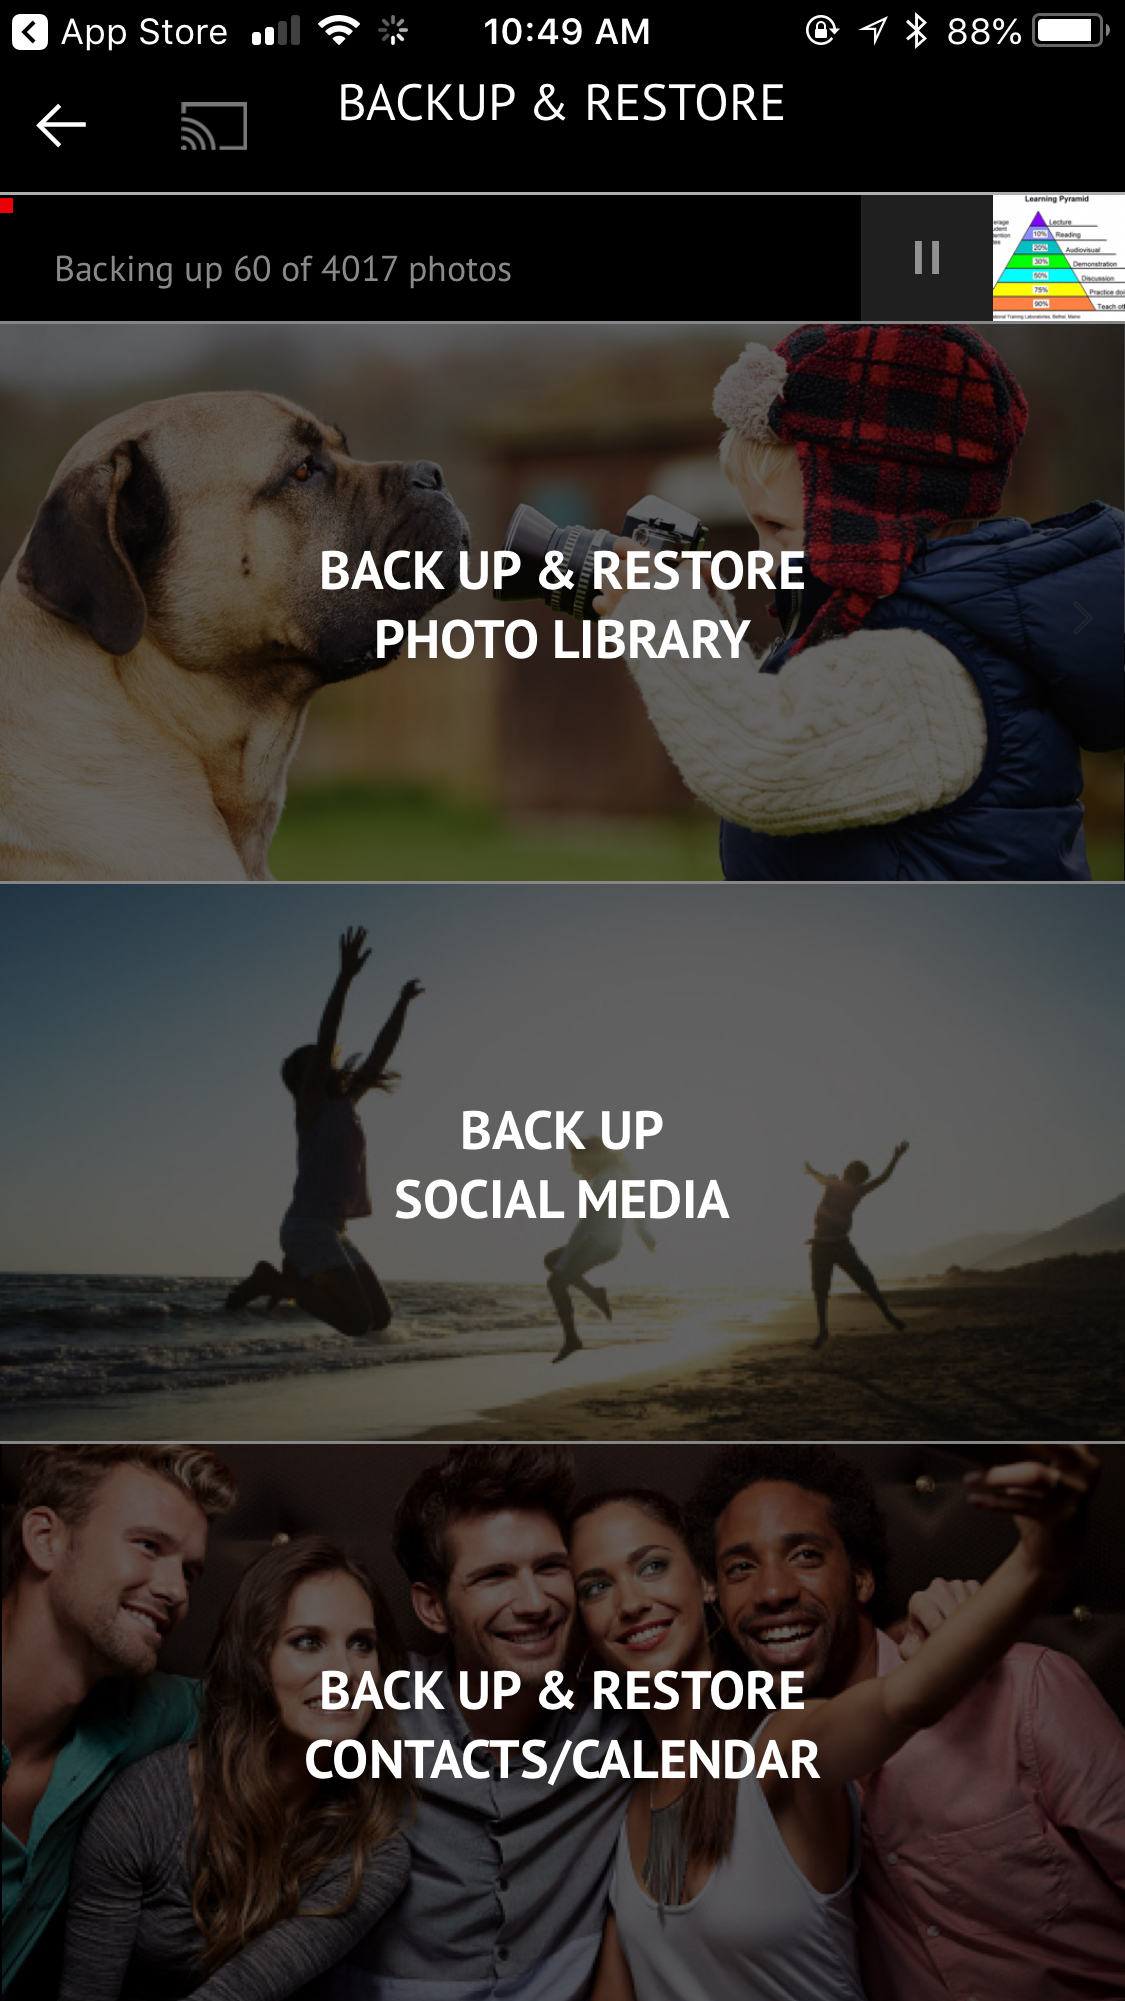 App Store 10:49 AM 88%
BACKUP & RESTORE
Backing up 60 of 4017 photos
Learning Pyramid
Lecture
10% Reading
20% Audiovisual
30% Demonstration
50% Discussion
75% Practice doi
90% Teach ot
BACK UP & RESTORE
PHOTO LIBRARY
BACK UP
SOCIAL MEDIA
BACK UP & RESTORE
CONTACTS/CALENDAR